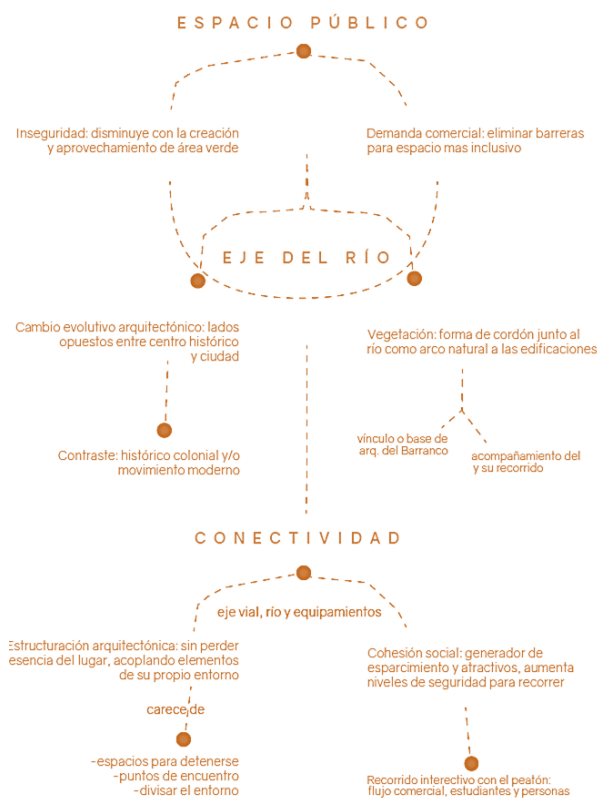 ESPACIO PÚBLICO
Inseguridad: disminuye con la creación
y aprovechamiento de área verde
Demanda comercial: eliminar barreras
para espacio mas inclusivo
EJE DEL RÍO
Cambio evolutivo arquitectónico: lados
opuestos entre centro histórico
y ciudad
Vegetación: forma de cordón junto al
río como arco natural a las edificaciones
Contraste: histórico colonial y/o
movimiento moderno
vínculo o base de
arq. del Barranco
acompañamiento del
y su recorrido
CONECTIVIDAD
eje vial, río y equipamientos
Estructuración arquitectónica: sin perder
esencia del lugar, acoplando elementos
de su propio entorno
Cohesión social: generador de
esparcimiento y atractivos, aumenta
niveles de seguridad para recorrer
carece de
-espacios para detenerse
-puntos de encuentro
-divisar el entorno
Recorrido interectivo con el peatón:
flujo comercial, estudiantes y personas